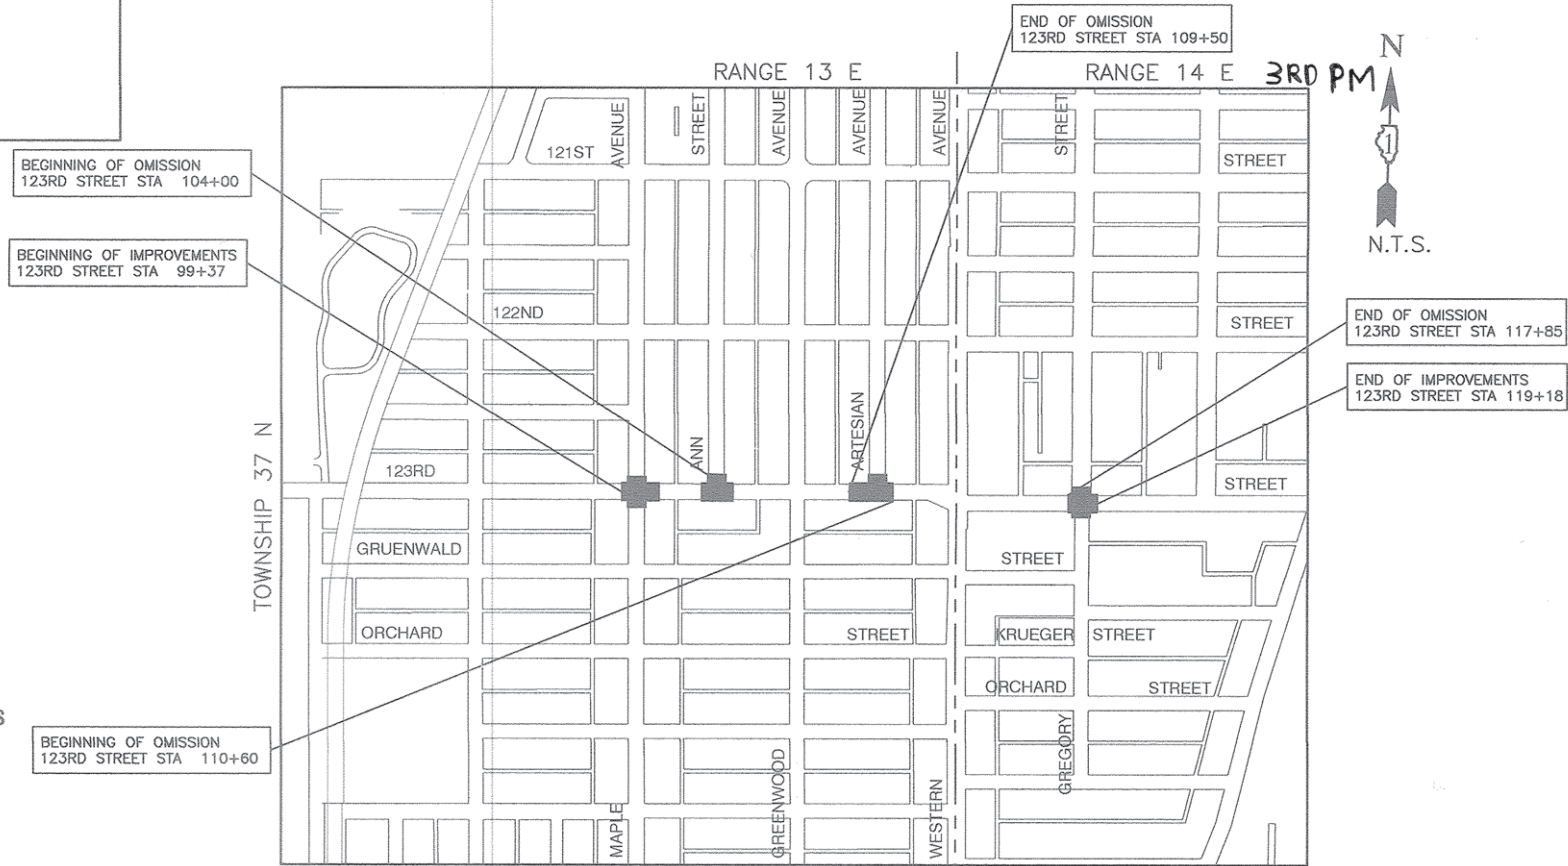 END OF OMISSION
123RD STREET STA 109+50
RANGE 13 E
RANGE 14 E
3RD PM
N
1
N.T.S.
BEGINNING OF OMISSION
123RD STREET STA 104+00
BEGINNING OF IMPROVEMENTS
123RD STREET STA 99+37
TOWNSHIP 37 N
BEGINNING OF OMISSION
123RD STREET STA 110+60
S
END OF OMISSION
123RD STREET STA 117+85
END OF IMPROVEMENTS
123RD STREET STA 119+18
AVENUE
STREET
AVENUE
AVENUE
AVENUE
STREET
121ST
STREET
122ND
STREET
ANN
ARTESIAN
123RD
STREET
GRUENWALD
STREET
ORCHARD
STREET
KRUEGER
STREET
ORCHARD
STREET
MAPLE
GREENWOOD
WESTERN
GREGORY